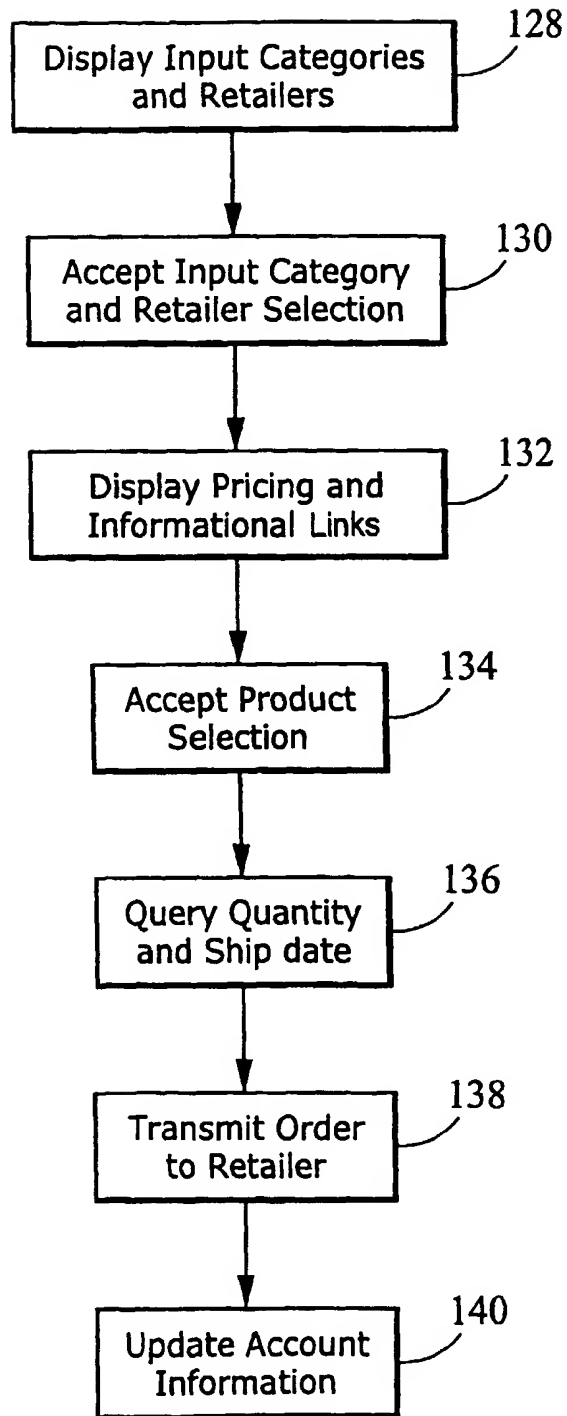 128
Display Input Categories
and Retailers
130
Accept Input Category
and Retailer Selection
132
Display Pricing and
Informational Links
134
Accept Product
Selection
136
Query Quantity
and Ship date
138
Transmit Order
to Retailer
140
Update Account
Information